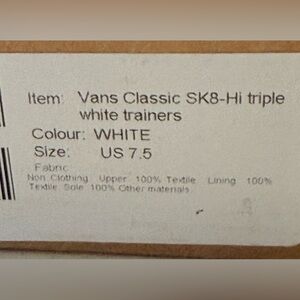 Item: Vans Classic SK8-Hi triple
white trainers
Colour: WHITE
Size: US 7.5
Fabric:
Non Clothing Upper 100% Textile Lining 100%
Textile Sole 100% Other materials